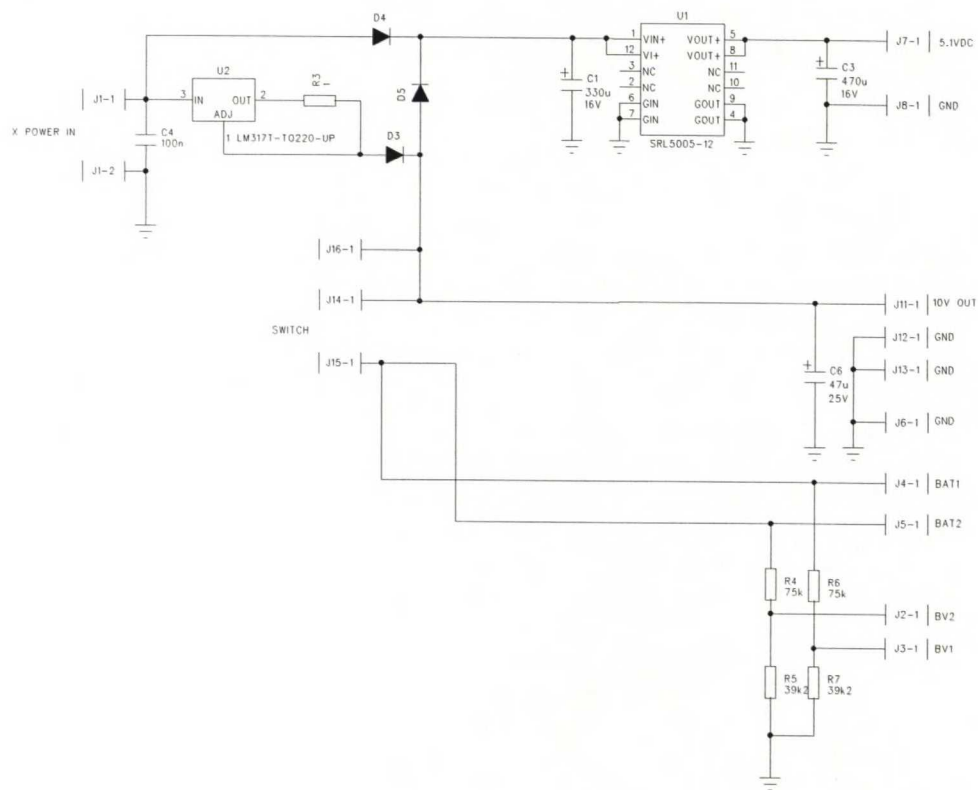 D4
U1
1 VIN+ VOUT+ 5
12 VI+ VOUT+ 8
3 NC NC 11
2 NC NC 10
6 GIN GOUT 9
7 GIN GOUT 4
SRL5005-12
C1
330u
16V
C3
470u
16V
J7-1 5.1VDC
J8-1 GND
D5
U2
3 IN OUT 2
ADJ
1 LM317T-TO220-UP
R3
1
D3
J1-1
X POWER IN
C4
100n
J1-2
J16-1
J14-1
SWITCH
J15-1
J11-1 10V OUT
J12-1 GND
J13-1 GND
J6-1 GND
C6
47u
25V
J4-1 BAT1
J5-1 BAT2
R4
75k
R6
75k
J2-1 BV2
J3-1 BV1
R5
39k2
R7
39k2